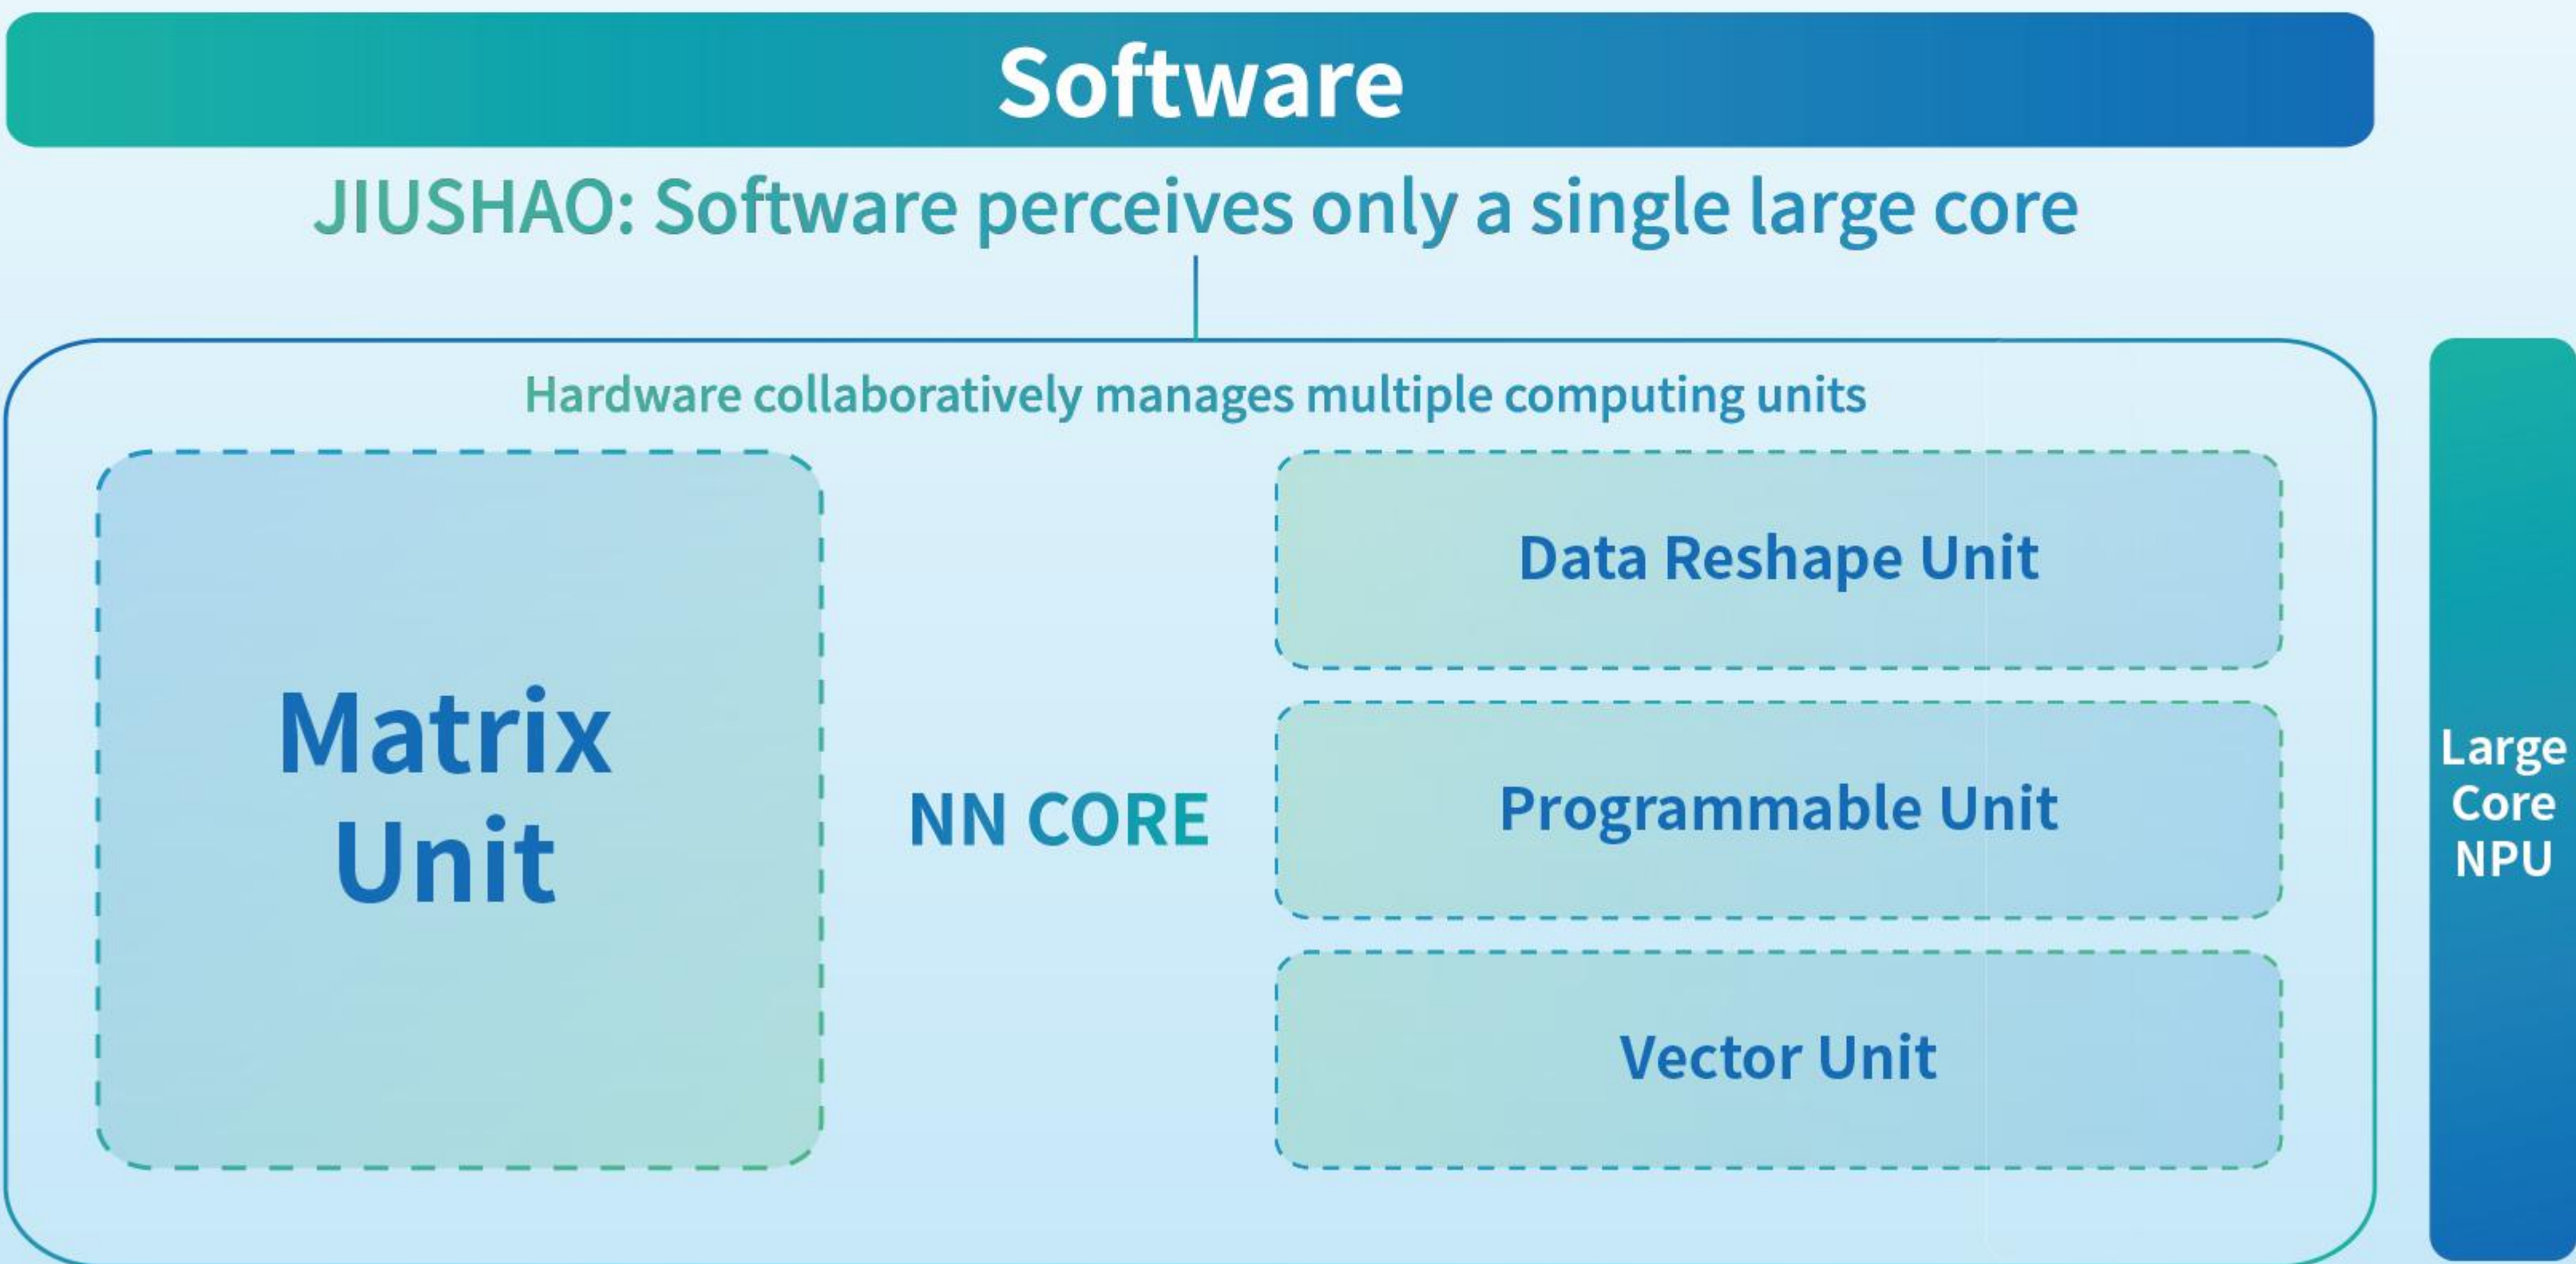 Software
JIUSHAO: Software perceives only a single large core
Hardware collaboratively manages multiple computing units
Matrix
Unit
NN CORE
Data Reshape Unit
Programmable Unit
Vector Unit
Large
Core
NPU